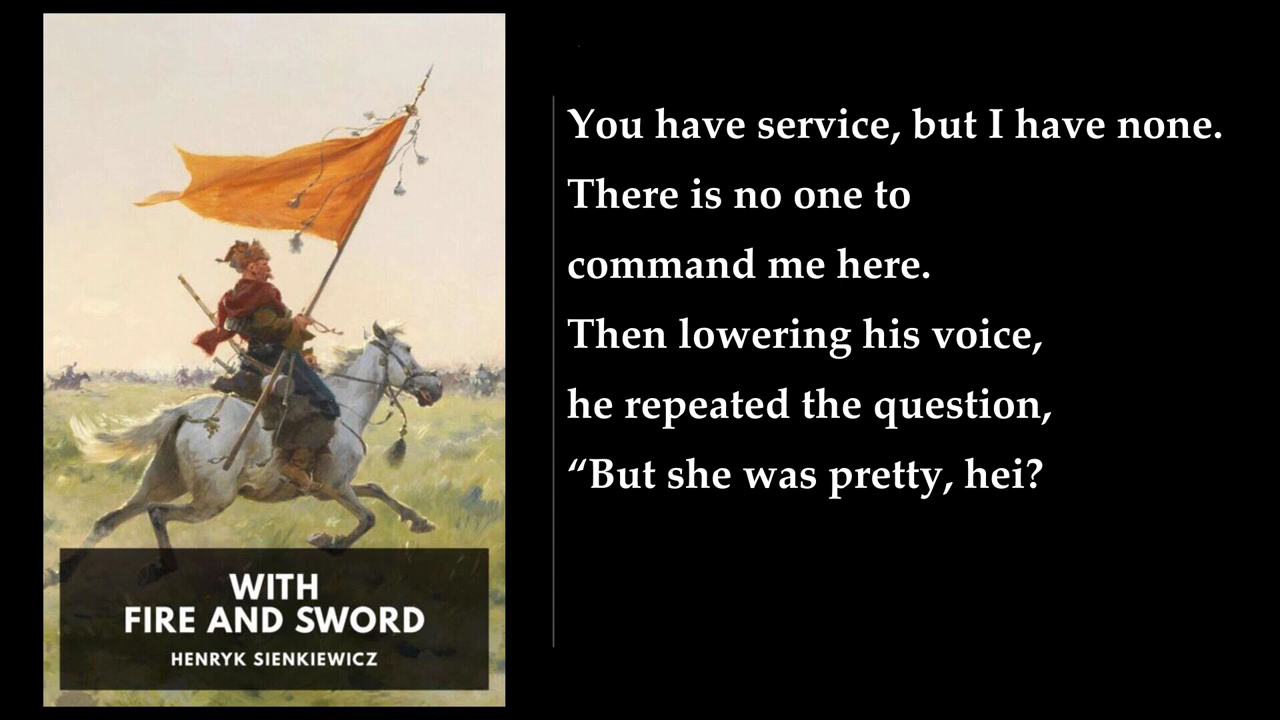 WITH
FIRE AND SWORD
HENRYK SIENKIEWICZ
You have service, but I have none.
There is no one to
command me here.
Then lowering his voice,
he repeated the question,
“But she was pretty, hei?